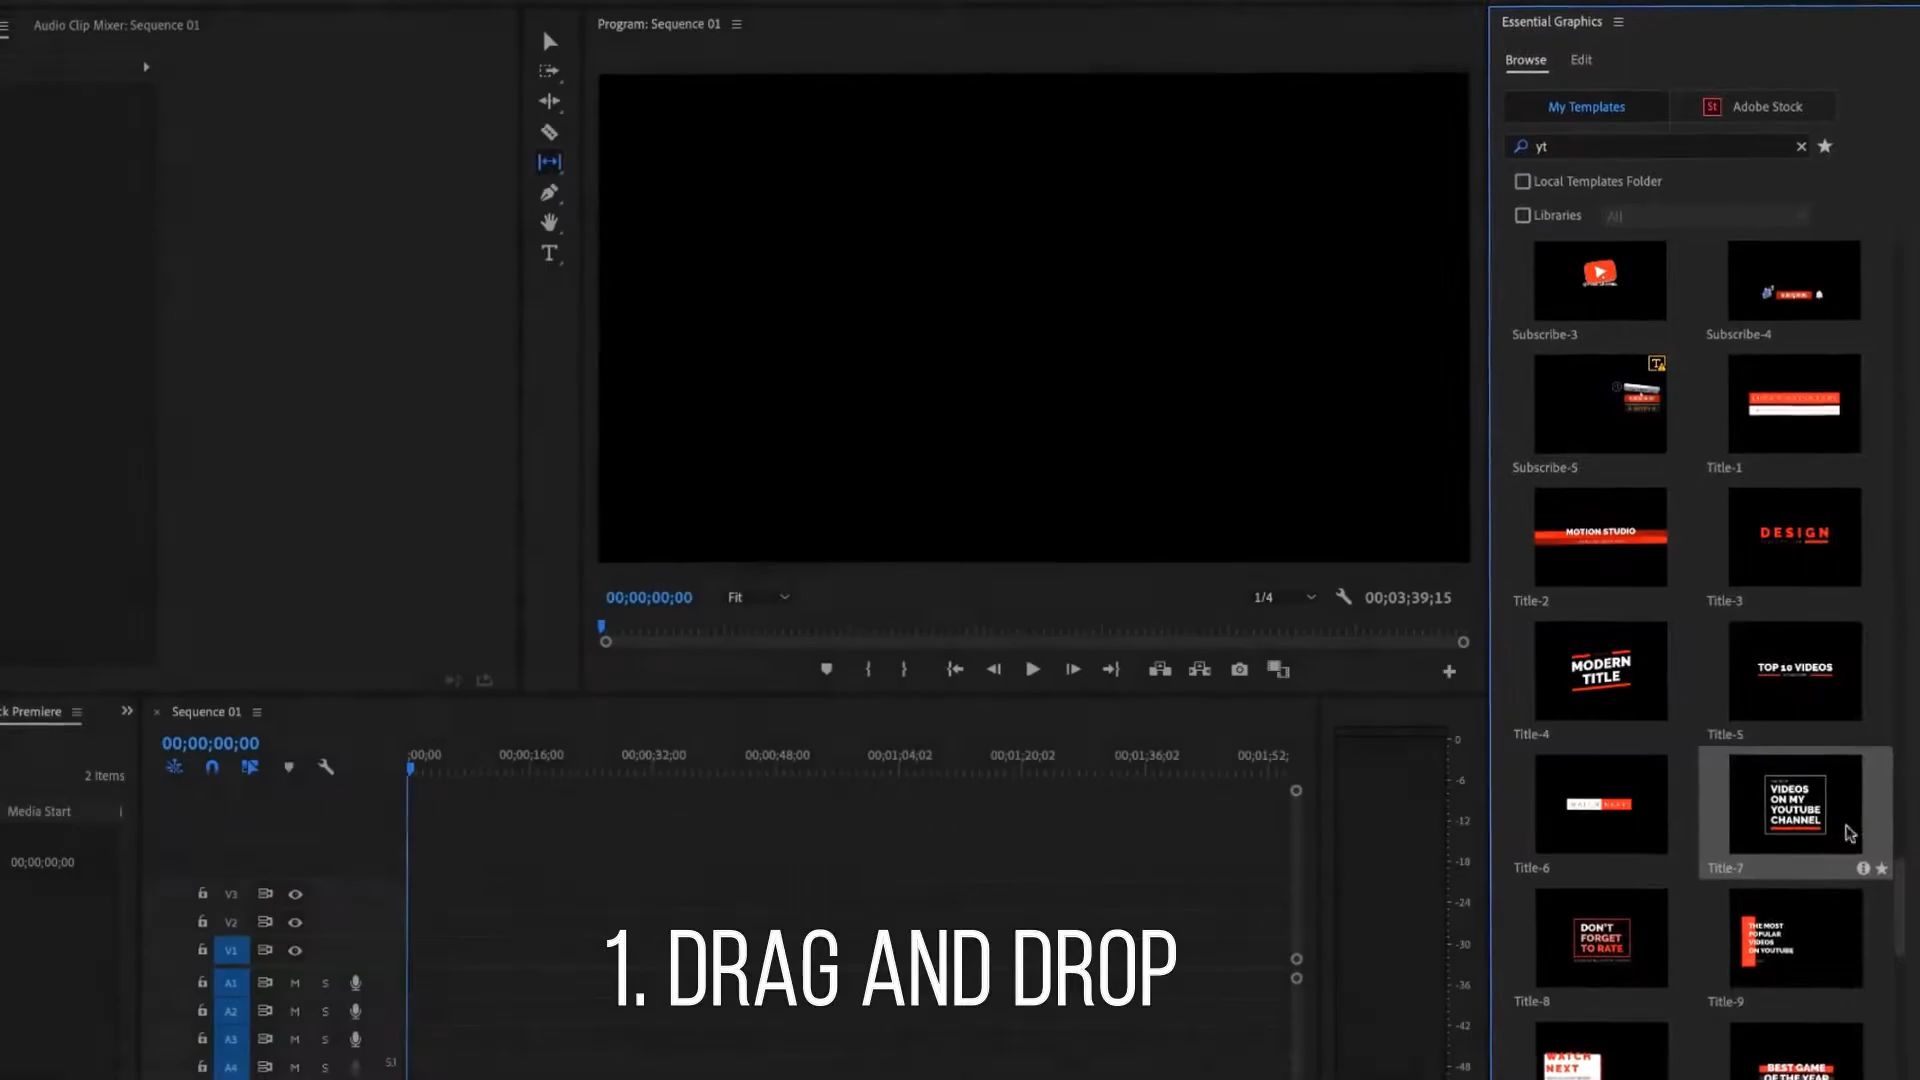 Audio Clip Mixer: Sequence 01
Program: Sequence 01
Essential Graphics
Browse Edit
My Templates
St Adobe Stock
yt
Local Templates Folder
Libraries All
Subscribe-3
Subscribe-4
Subscribe-5
Title-1
MOTION STUDIO
DESIGN
Title-2
Title-3
MODERN
TITLE
TOP 10 VIDEOS
Title-4
Title-5
VIDEOS
ON MY
YOUTUBE
CHANNEL
Title-6
Title-7
DON'T
FORGET
TO RATE
THE MOST
POPULAR
VIDEOS
ON YOUTUBE
Title-8
Title-9
WATCH
NEXT
BEST GAME
OF THE YEAR
00;00;00;00
Fit
1/4
00;03;39;15
ck Premiere
2 Items
Media Start
00;00;00;00
Sequence 01
00;00;00;00
;00;00 00;00;16;00 00;00;32;00 00;00;48;00 00;01;04;02 00;01;20;02 00;01;36;02 00;01;52;
V3
V2
V1
A1 M S
A2 M S
A3 M S
A4 M S
5.1
0
-6
-12
-18
-24
-30
-36
-42
-48
1. DRAG AND DROP